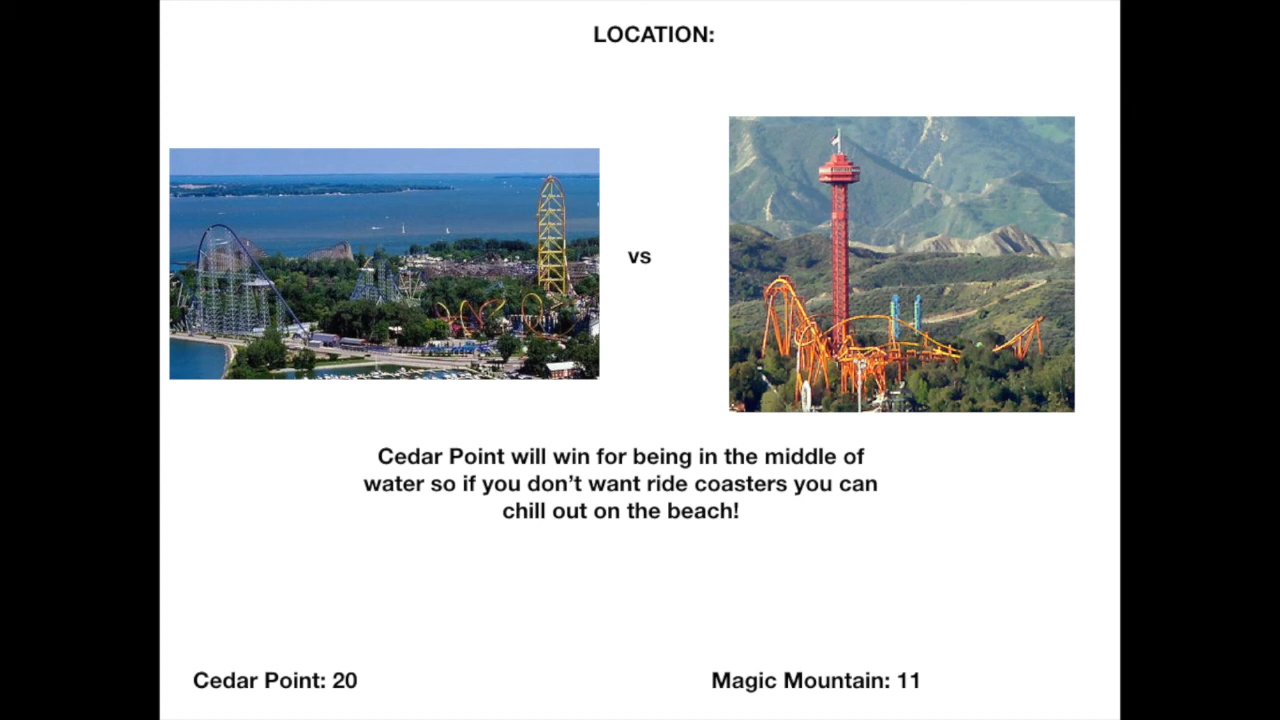 LOCATION:
vs
Cedar Point will win for being in the middle of
water so if you don't want ride coasters you can
chill out on the beach!
Cedar Point: 20
Magic Mountain: 11